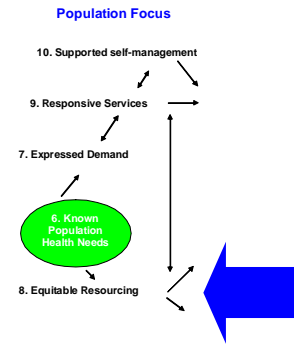 Population Focus
10. Supported self-management
9. Responsive Services
7. Expressed Demand
6. Known
Population
Health Needs
8. Equitable Resourcing